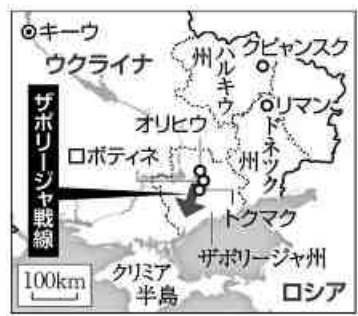 キーウ
ウクライナ
ハルキウ州
クピャンスク
リマン
ドネツク州
オリヒウ
ロボティネ
ザポリージャ戦線
トクマク
ザポリージャ州
クリミア
半島
ロシア
100km